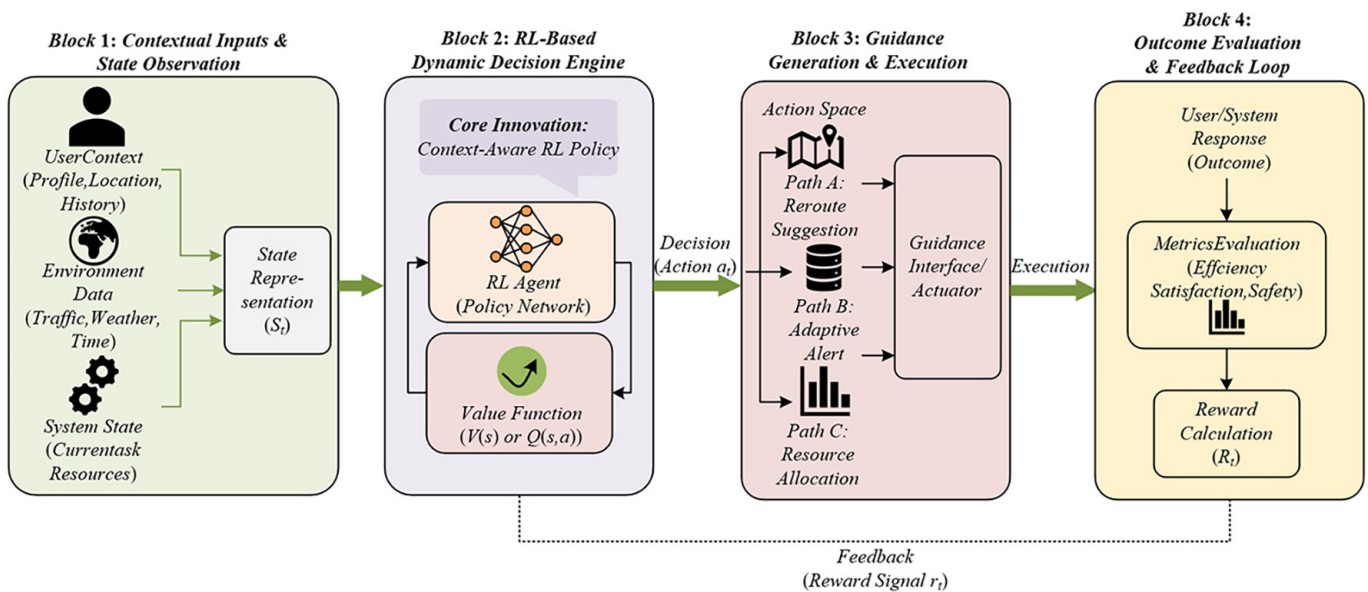 Block 1: Contextual Inputs &
State Observation
UserContext
(Profile,Location,
History)
Environment
Data
(Traffic,Weather,
Time)
System State
(Currentask
Resources)
State
Repre-
sentation
(St)
Block 2: RL-Based
Dynamic Decision Engine
Core Innovation:
Context-Aware RL Policy
RL Agent
(Policy Network)
Value Function
(V(s) or Q(s,a))
Decision
(Action at)
Block 3: Guidance
Generation & Execution
Action Space
Path A:
Reroute
Suggestion
Path B:
Adaptive
Alert
Path C:
Resource
Allocation
Guidance
Interface/
Actuator
Execution
Block 4:
Outcome Evaluation
& Feedback Loop
User/System
Response
(Outcome)
MetricsEvaluation
(Effciency
Satisfaction,Safety)
Reward
Calculation
(Rt)
Feedback
(Reward Signal rt)